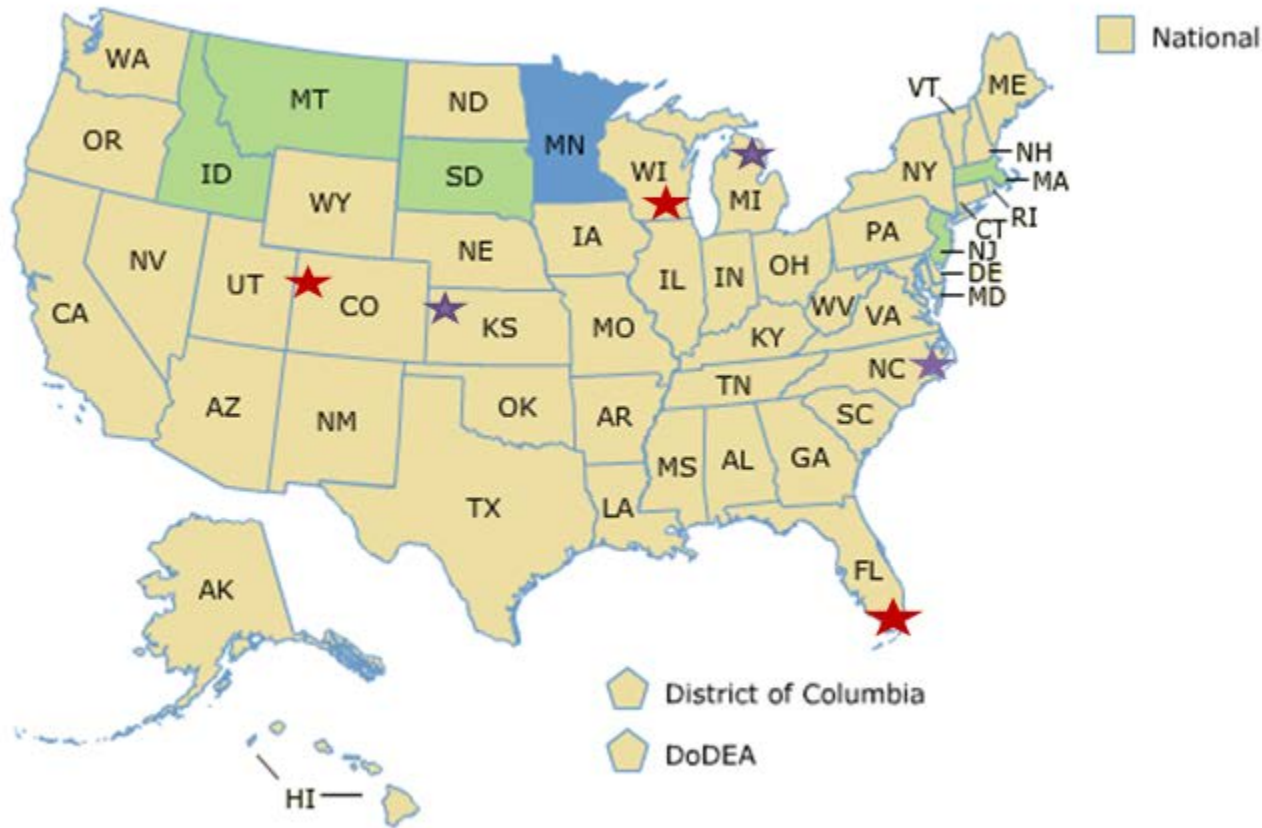 National
WA
MT
ND
MN
VT
ME
OR
ID
SD
WI
MI
NY
NH
MA
WY
RI
CT
NV
UT
NE
IA
IL
IN
OH
PA
NJ
DE
MD
CA
CO
KS
MO
WV
VA
KY
NC
TN
AZ
NM
OK
AR
SC
MS
AL
GA
TX
LA
FL
AK
District of Columbia
DoDEA
HI